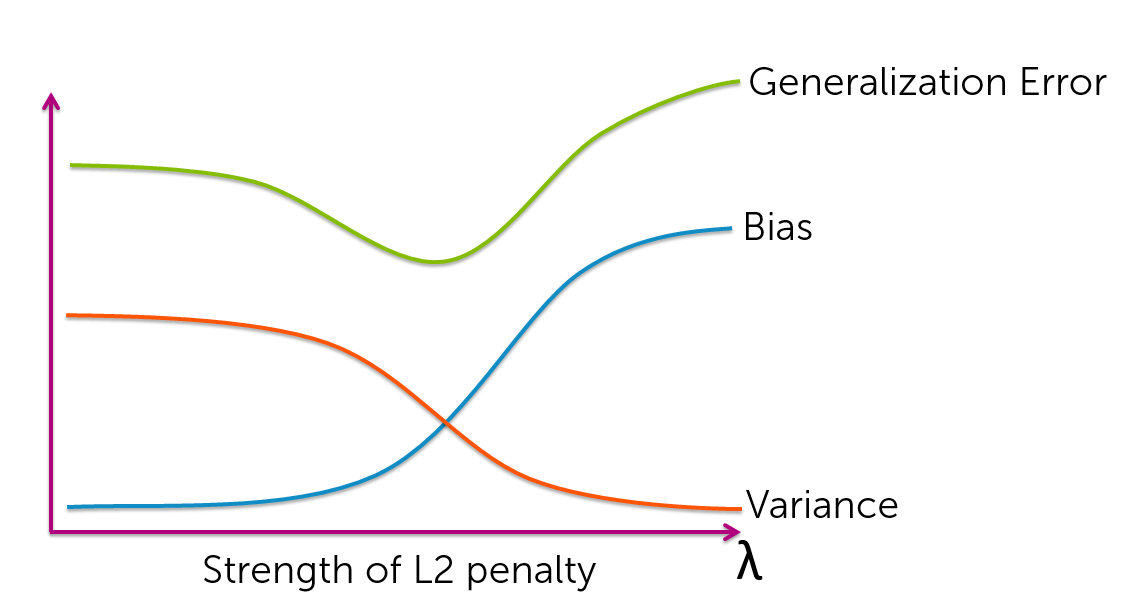 Generalization Error
Bias
Variance
Strength of L2 penalty
λ